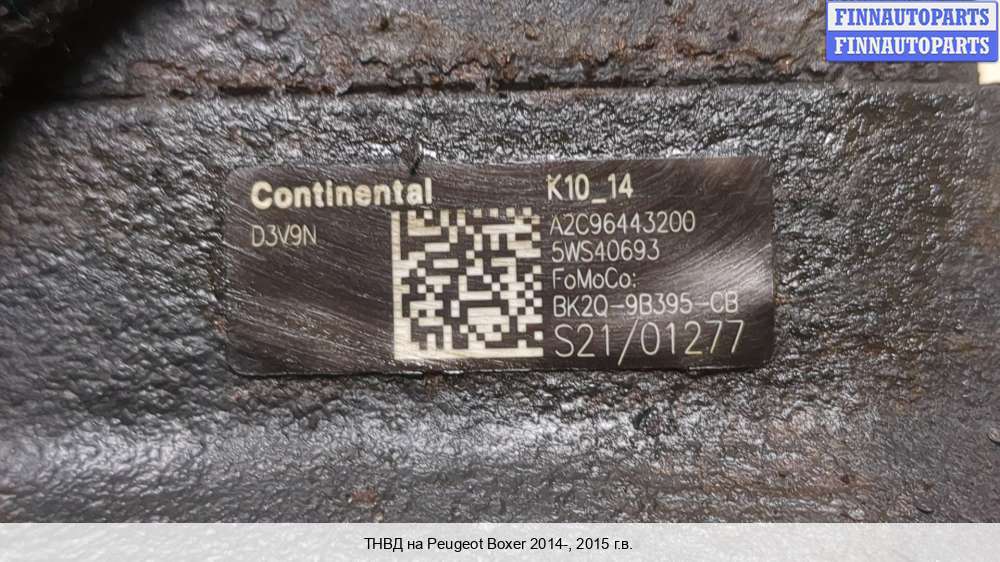 FINNAUTOPARTS
FINNAUTOPARTS
Continental
D3V9N
K10_14
A2C96443200
5WS40693
FoMoCo:
BK2Q-9B395-CB
S21/01277
ТНВД на Peugeot Boxer 2014-, 2015 г.в.